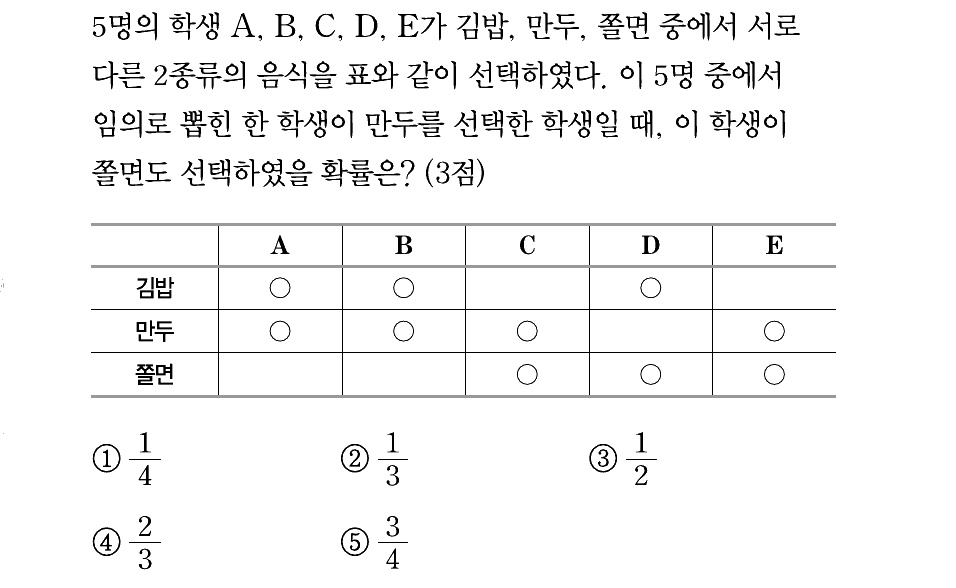 5명의 학생 A, B, C, D, E가 김밥, 만두, 쫄면 중에서 서로
다른 2종류의 음식을 표와 같이 선택하였다. 이 5명 중에서
임의로 뽑힌 한 학생이 만두를 선택한 학생일 때, 이 학생이
쫄면도 선택하였을 확률은? (3점)
A B C D E
김밥 ○ ○ ○
만두 ○ ○ ○ ○
쫄면 ○ ○ ○
① 1/4 ② 1/3 ③ 1/2
④ 2/3 ⑤ 3/4